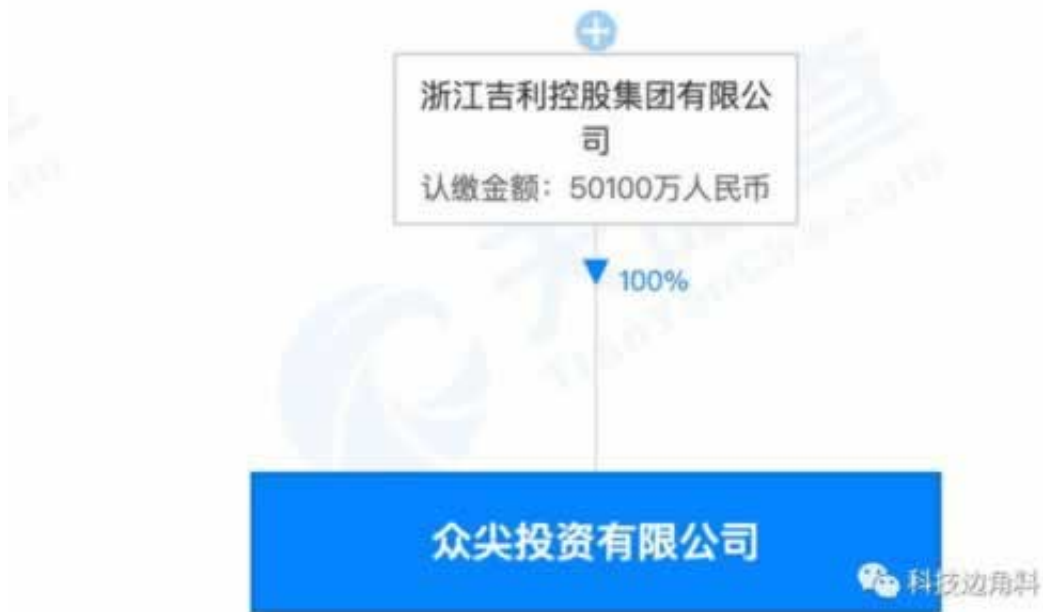 浙江吉利控股集团有限公
司
认缴金额：50100万人民币
100%
众尖投资有限公司
科技边角料